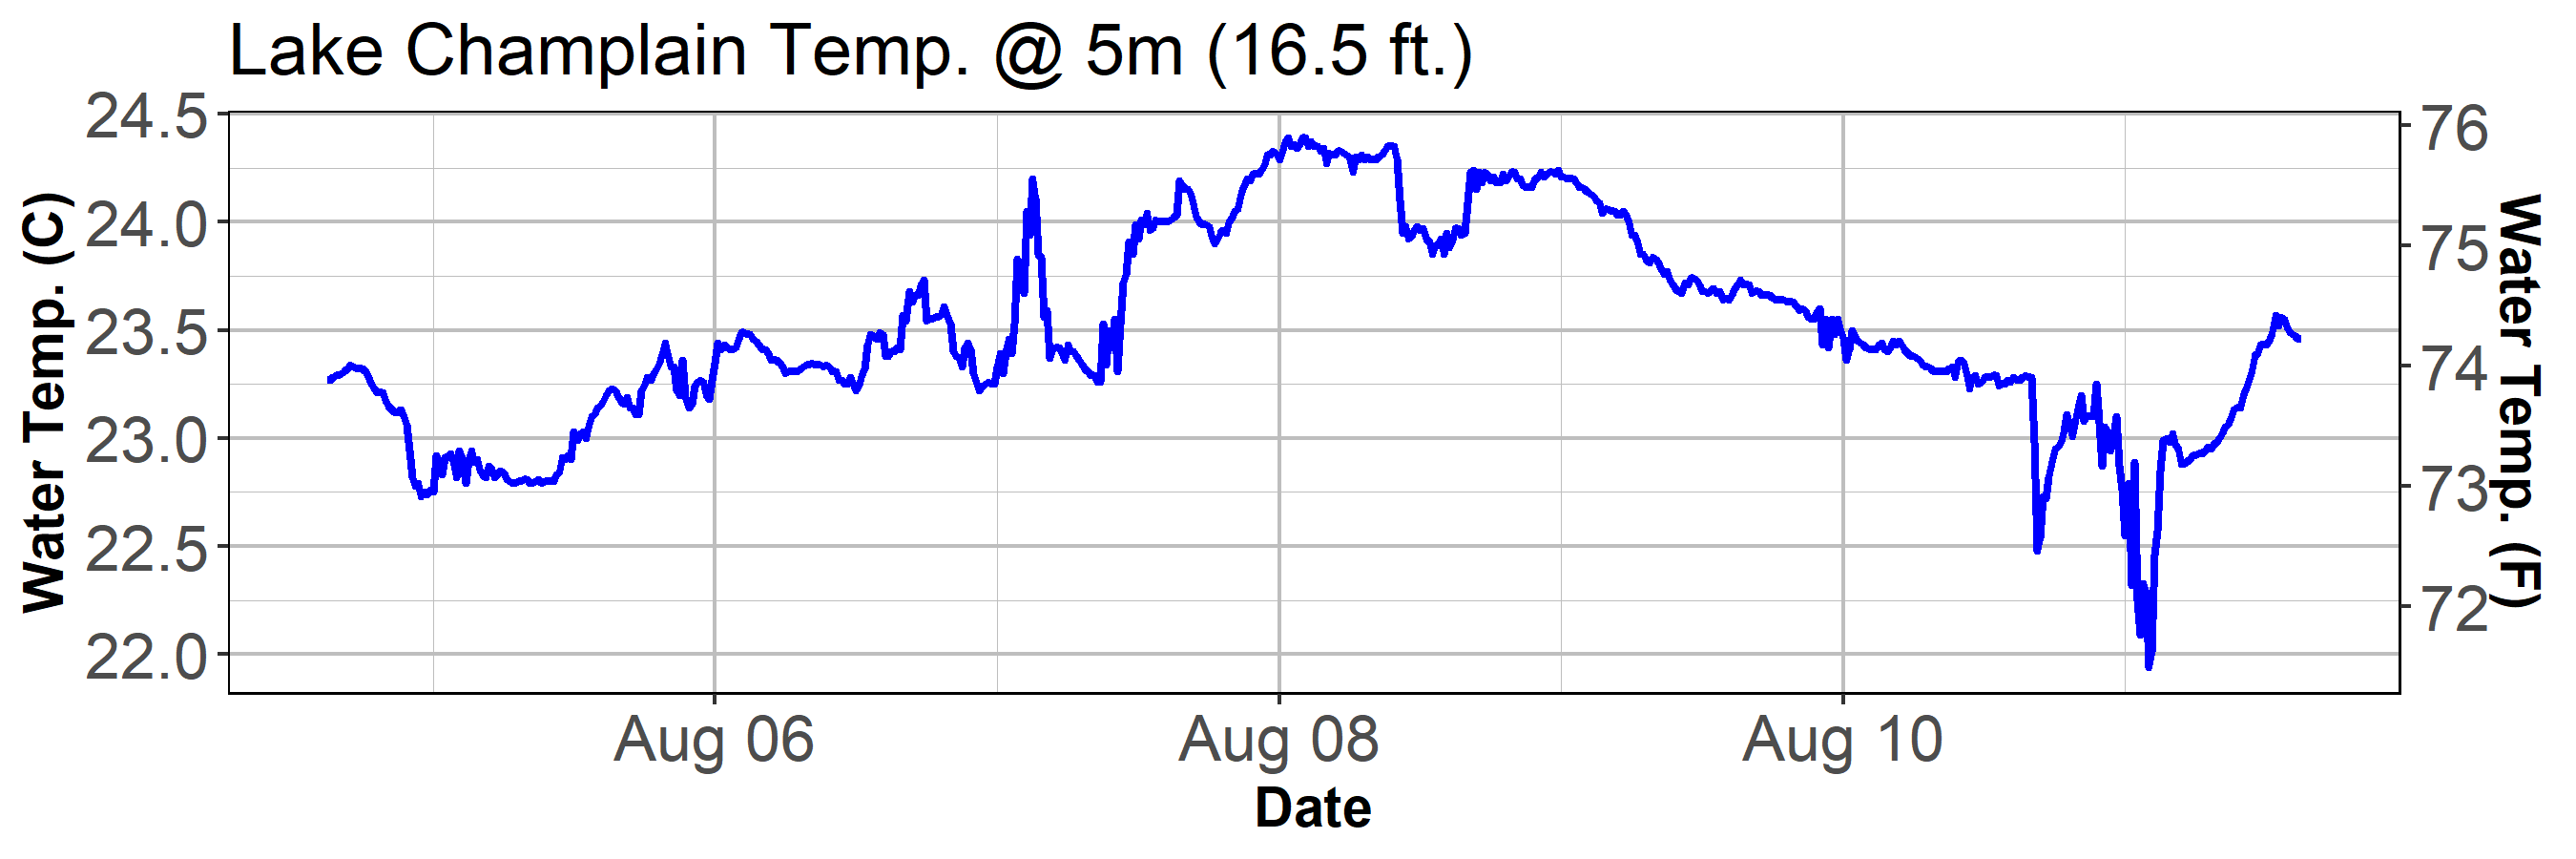 Lake Champlain Temp. @ 5m (16.5 ft.)
Water Temp. (C)
24.5
24.0
23.5
23.0
22.5
22.0
76
75
74
73
72
Water Temp. (F)
Aug 06
Aug 08
Aug 10
Date